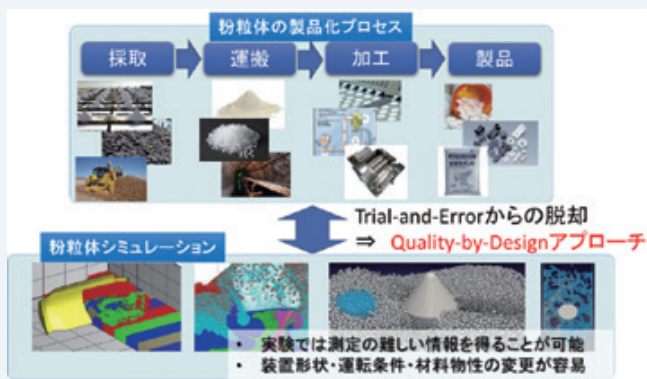 粉粒体の製品化プロセス
採取
運搬
加工
製品
Trial-and-Errorからの脱却
⇒ Quality-by-Designアプローチ
粉粒体シミュレーション
• 実験では測定の難しい情報を得ることが可能
• 装置形状・運転条件・材料物性の変更が容易